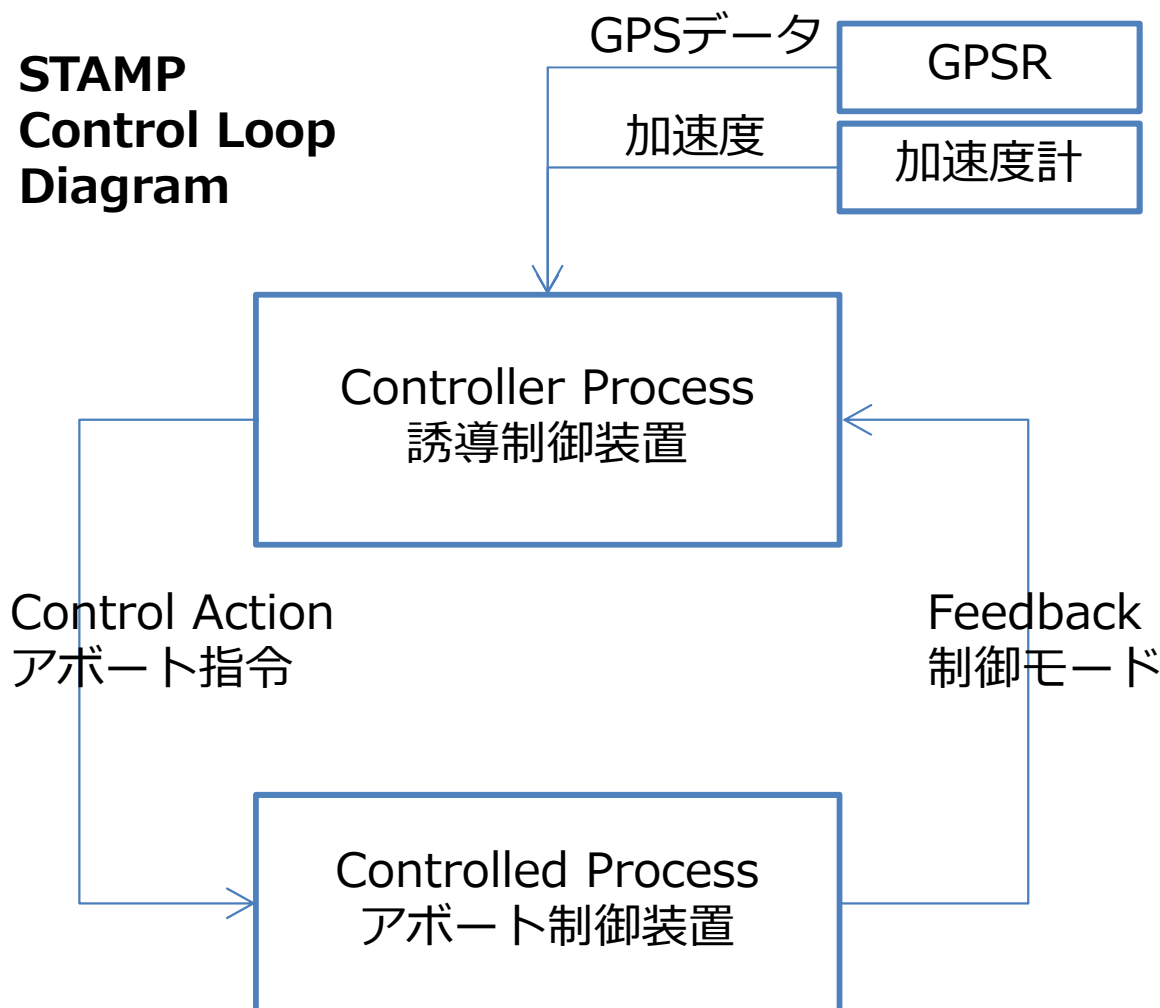 STAMP
Control Loop
Diagram
GPSデータ
GPSR
加速度
加速度計
Controller Process
誘導制御装置
Control Action
アボート指令
Feedback
制御モード
Controlled Process
アボート制御装置